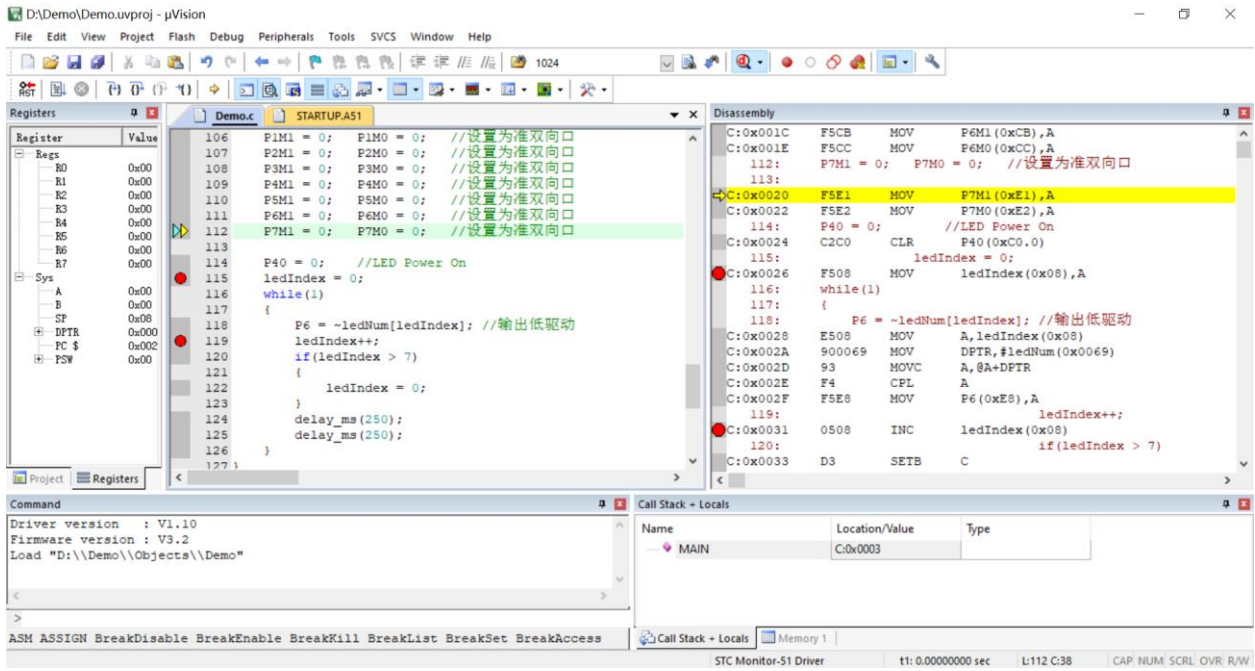 D:\Demo\Demo.uvproj - µVision
File Edit View Project Flash Debug Peripherals Tools SVCS Window Help
1024
RST
Registers
Register Value
Regs
R0 0x00
R1 0x00
R2 0x00
R3 0x00
R4 0x00
R5 0x00
R6 0x00
R7 0x00
Sys
A 0x00
B 0x00
SP 0x08
DPTR 0x000
PC $ 0x002
PSW 0x00
Project Registers
Demo.c STARTUP.A51
106 P1M1 = 0; P1M0 = 0; //设置为准双向口
107 P2M1 = 0; P2M0 = 0; //设置为准双向口
108 P3M1 = 0; P3M0 = 0; //设置为准双向口
109 P4M1 = 0; P4M0 = 0; //设置为准双向口
110 P5M1 = 0; P5M0 = 0; //设置为准双向口
111 P6M1 = 0; P6M0 = 0; //设置为准双向口
112 P7M1 = 0; P7M0 = 0; //设置为准双向口
113
114 P40 = 0; //LED Power On
115 ledIndex = 0;
116 while(1)
117 {
118 P6 = ~ledNum[ledIndex]; //输出低驱动
119 ledIndex++;
120 if(ledIndex > 7)
121 {
122 ledIndex = 0;
123 }
124 delay_ms(250);
125 delay_ms(250);
126 }
127 }
Disassembly
C:0x001C F5CB MOV P6M1(0xCB),A
C:0x001E F5CC MOV P6M0(0xCC),A
112: P7M1 = 0; P7M0 = 0; //设置为准双向口
113:
C:0x0020 F5E1 MOV P7M1(0xE1),A
C:0x0022 F5E2 MOV P7M0(0xE2),A
114: P40 = 0; //LED Power On
C:0x0024 C2C0 CLR P40(0xC0.0)
115: ledIndex = 0;
C:0x0026 F508 MOV ledIndex(0x08),A
116: while(1)
117: {
118: P6 = ~ledNum[ledIndex]; //输出低驱动
C:0x0028 E508 MOV A,ledIndex(0x08)
C:0x002A 900069 MOV DPTR,#ledNum(0x0069)
C:0x002D 93 MOVC A,@A+DPTR
C:0x002E F4 CPL A
C:0x002F F5E8 MOV P6(0xE8),A
119: ledIndex++;
C:0x0031 0508 INC ledIndex(0x08)
120: if(ledIndex > 7)
C:0x0033 D3 SETB C
Command
Driver version : V1.10
Firmware version : V3.2
Load "D:\\Demo\\Objects\\Demo"
>
ASM ASSIGN BreakDisable BreakEnable BreakKill BreakList BreakSet BreakAccess
Call Stack + Locals
Name Location/Value Type
MAIN C:0x0003
Call Stack + Locals Memory 1
STC Monitor-51 Driver t1: 0.00000000 sec L:112 C:38 CAP NUM SCRL OVR R/W